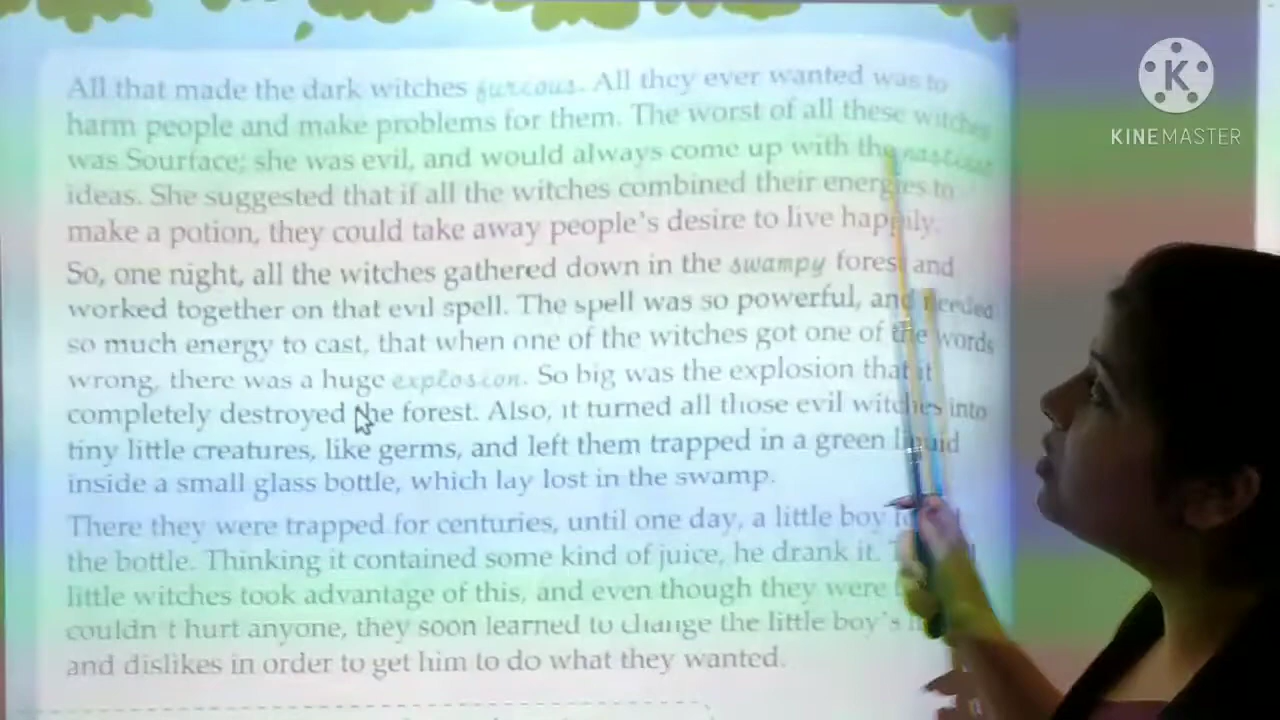 All that made the dark witches furious. All they ever wanted was to
harm people and make problems for them. The worst of all these witches
was Sourface; she was evil, and would always come up with the nastiest
ideas. She suggested that if all the witches combined their energies to
make a potion, they could take away people's desire to live happily.
So, one night, all the witches gathered down in the swampy forest and
worked together on that evil spell. The spell was so powerful, and needed
so much energy to cast, that when one of the witches got one of the words
wrong, there was a huge explosion. So big was the explosion that it
completely destroyed the forest. Also, it turned all those evil witches into
tiny little creatures, like germs, and left them trapped in a green liquid
inside a small glass bottle, which lay lost in the swamp.
There they were trapped for centuries, until one day, a little boy
the bottle. Thinking it contained some kind of juice, he drank it.
little witches took advantage of this, and even though they were
couldn't hurt anyone, they soon learned to change the little boy's
and dislikes in order to get him to do what they wanted.
K
KINEMASTER